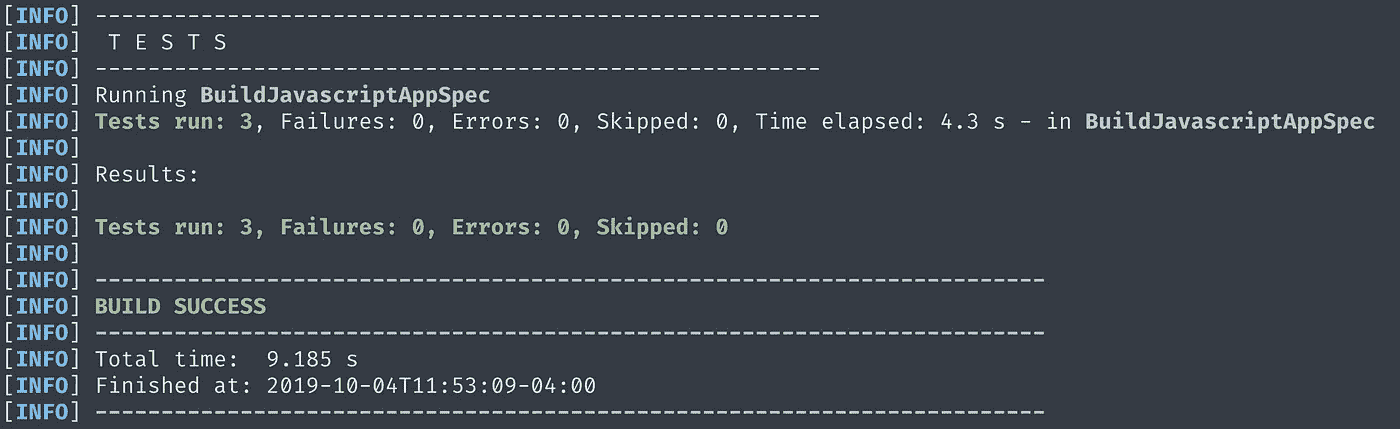 [INFO] -------------------------------------------------------
[INFO]  T E S T S
[INFO] -------------------------------------------------------
[INFO] Running BuildJavascriptAppSpec
[INFO] Tests run: 3, Failures: 0, Errors: 0, Skipped: 0, Time elapsed: 4.3 s - in BuildJavascriptAppSpec
[INFO]
[INFO] Results:
[INFO]
[INFO] Tests run: 3, Failures: 0, Errors: 0, Skipped: 0
[INFO]
[INFO] ------------------------------------------------------------------------
[INFO] BUILD SUCCESS
[INFO] ------------------------------------------------------------------------
[INFO] Total time:  9.185 s
[INFO] Finished at: 2019-10-04T11:53:09-04:00
[INFO] ------------------------------------------------------------------------